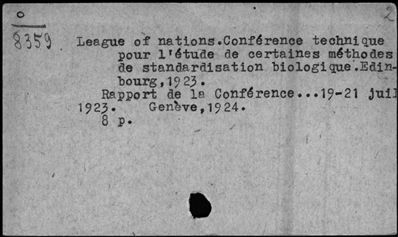 o 2
8359 League of nations.Conférence technique
pour l'étude de certaines méthodes
de standardisation biologique.Edin-
bourg,1923.
Rapport de la Conférence...19-21 juil
1923. Genève,1924.
8 p.